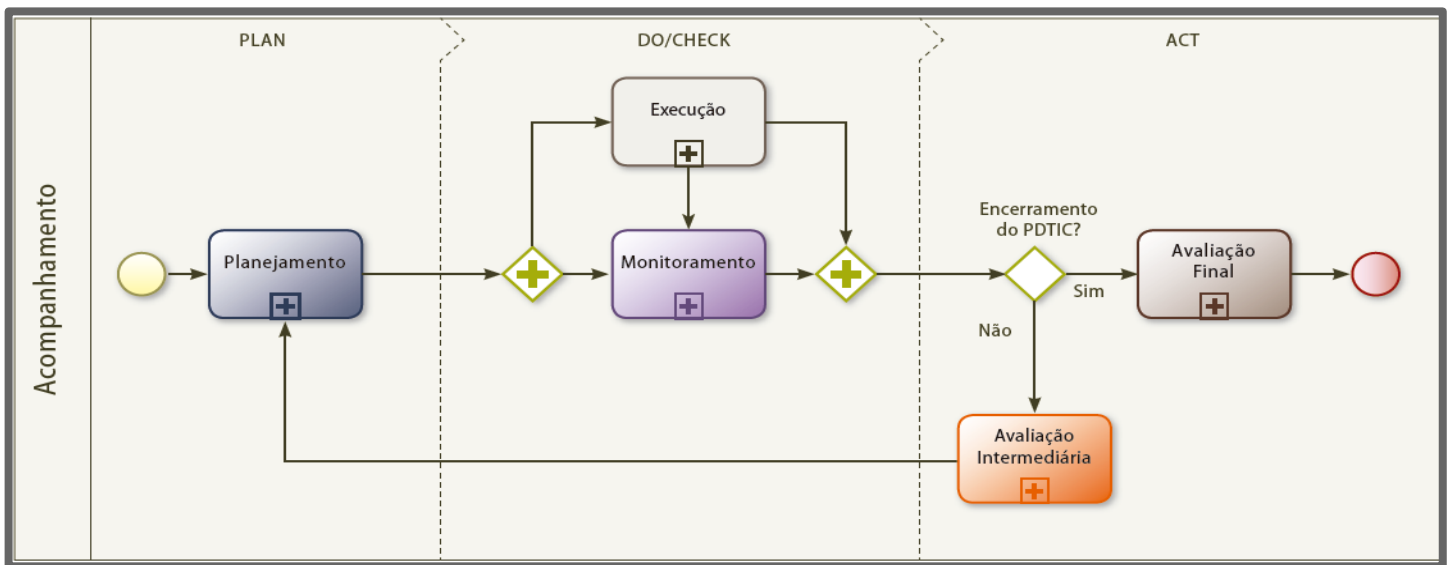 Acompanhamento
PLAN
DO/CHECK
ACT
Planejamento
Execução
Monitoramento
Encerramento
do PDTIC?
Sim
Não
Avaliação
Final
Avaliação
Intermediária